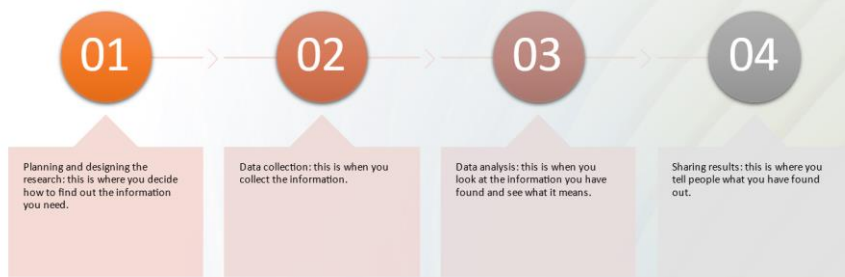 01
02
03
04
Planning and designing the
research: this is where you decide
how to find out the information
you need.
Data collection: this is when you
collect the information.
Data analysis: this is when you
look at the information you have
found and see what it means.
Sharing results: this is where you
tell people what you have found
out.